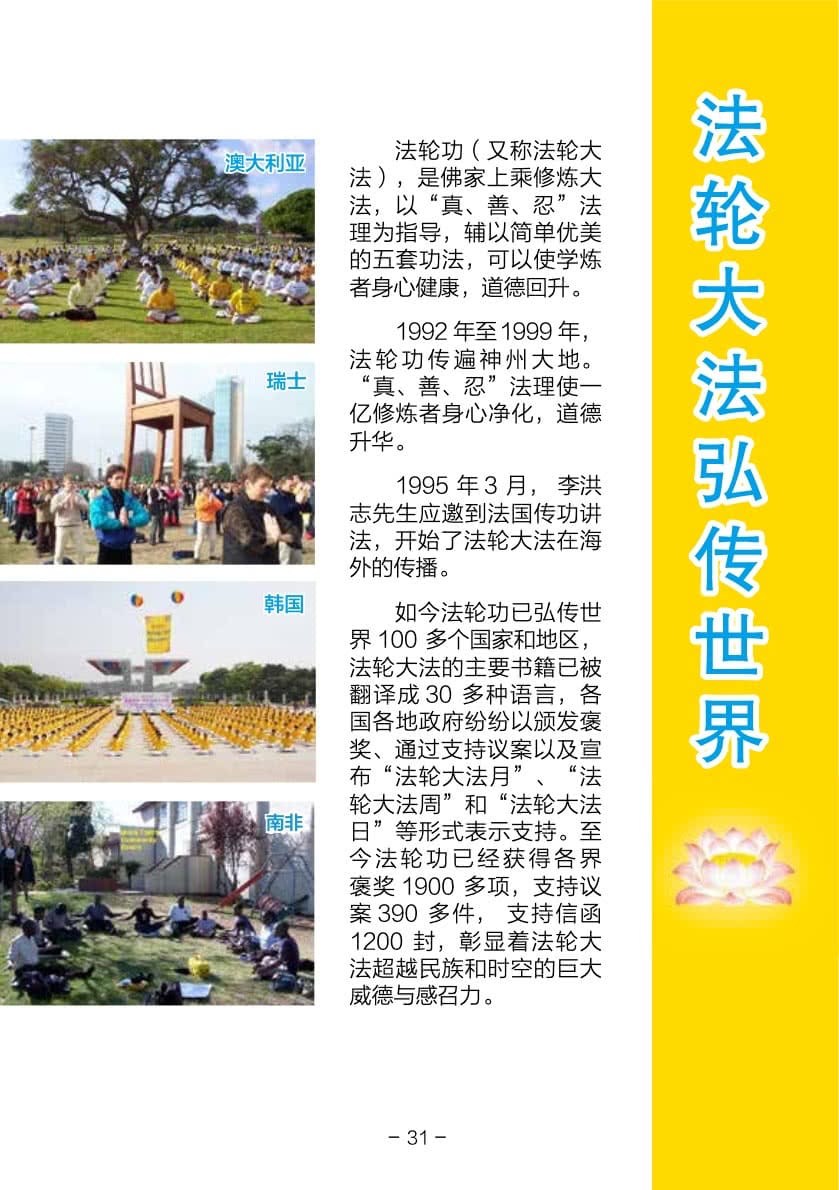 法轮大法弘传世界
澳大利亚
瑞士
韩国
南非
法轮功（又称法轮大
法），是佛家上乘修炼大
法，以“真、善、忍”法
理为指导，辅以简单优美
的五套功法，可以使学炼
者身心健康，道德回升。
1992 年至 1999 年，
法轮功传遍神州大地。
“真、善、忍”法理使一
亿修炼者身心净化，道德
升华。
1995 年 3 月， 李洪
志先生应邀到法国传功讲
法，开始了法轮大法在海
外的传播。
如今法轮功已弘传世
界 100 多个国家和地区，
法轮大法的主要书籍已被
翻译成 30 多种语言，各
国各地政府纷纷以颁发褒
奖、通过支持议案以及宣
布“法轮大法月”、“法
轮大法周”和“法轮大法
日”等形式表示支持。至
今法轮功已经获得各界
褒奖 1900 多项，支持议
案 390 多件， 支持信函
1200 封，彰显着法轮大
法超越民族和时空的巨大
威德与感召力。
- 31 -